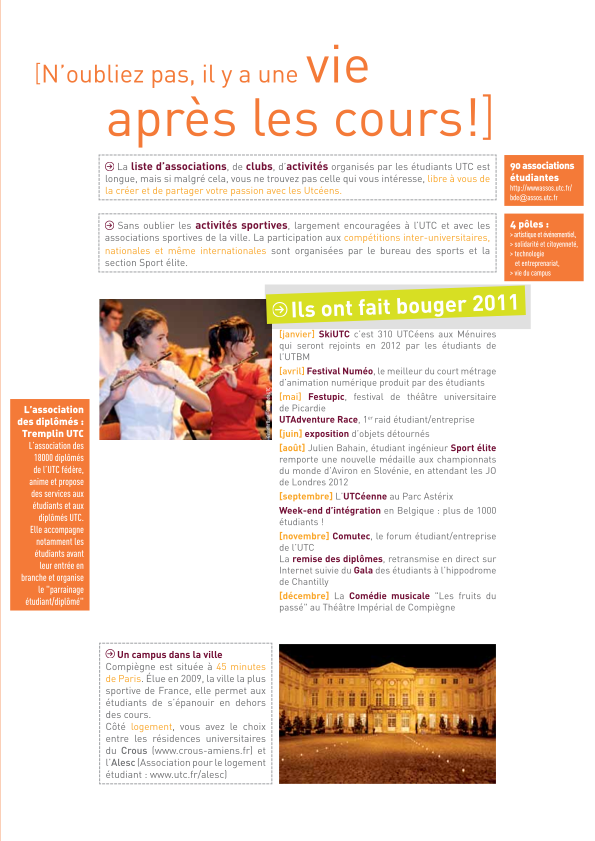 [N'oubliez pas, il y a une vie
après les cours!]
La liste d'associations, de clubs, d'activités organisés par les étudiants UTC est
longue, mais si malgré cela, vous ne trouvez pas celle qui vous intéresse, libre à vous de
la créer et de partager votre passion avec les Utcéens.
90 associations
étudiantes
http://wwwassos.utc.fr/
bde@assos.utc.fr
Sans oublier les activités sportives, largement encouragées à l'UTC et avec les
associations sportives de la ville. La participation aux compétitions inter-universitaires,
nationales et même internationales sont organisées par le bureau des sports et la
section Sport élite.
4 pôles :
> artistique et événementiel,
> solidarité et citoyenneté,
> technologie
et entreprenariat,
> vie du campus
Ils ont fait bouger 2011
[janvier] SkiUTC c'est 310 UTCéens aux Ménuires
qui seront rejoints en 2012 par les étudiants de
l'UTBM
[avril] Festival Numéo, le meilleur du court métrage
d'animation numérique produit par des étudiants
[mai] Festupic, festival de théâtre universitaire
de Picardie
UTAdventure Race, 1er raid étudiant/entreprise
[juin] exposition d'objets détournés
[août] Julien Bahain, étudiant ingénieur Sport élite
remporte une nouvelle médaille aux championnats
du monde d'Aviron en Slovénie, en attendant les JO
de Londres 2012
[septembre] L'UTCéenne au Parc Astérix
Week-end d'intégration en Belgique : plus de 1000
étudiants !
[novembre] Comutec, le forum étudiant/entreprise
de l'UTC
La remise des diplômes, retransmise en direct sur
Internet suivie du Gala des étudiants à l'hippodrome
de Chantilly
[décembre] La Comédie musicale "Les fruits du
passé" au Théâtre Impérial de Compiègne
L'association
des diplômés :
Tremplin UTC
L'association des
18000 diplômés
de l'UTC fédère,
anime et propose
des services aux
étudiants et aux
diplômés UTC.
Elle accompagne
notamment les
étudiants avant
leur entrée en
branche et organise
le "parrainage
étudiant/diplômé"
Un campus dans la ville
Compiègne est située à 45 minutes
de Paris. Élue en 2009, la ville la plus
sportive de France, elle permet aux
étudiants de s'épanouir en dehors
des cours.
Côté logement, vous avez le choix
entre les résidences universitaires
du Crous (www.crous-amiens.fr) et
l'Alesc (Association pour le logement
étudiant : www.utc.fr/alesc)